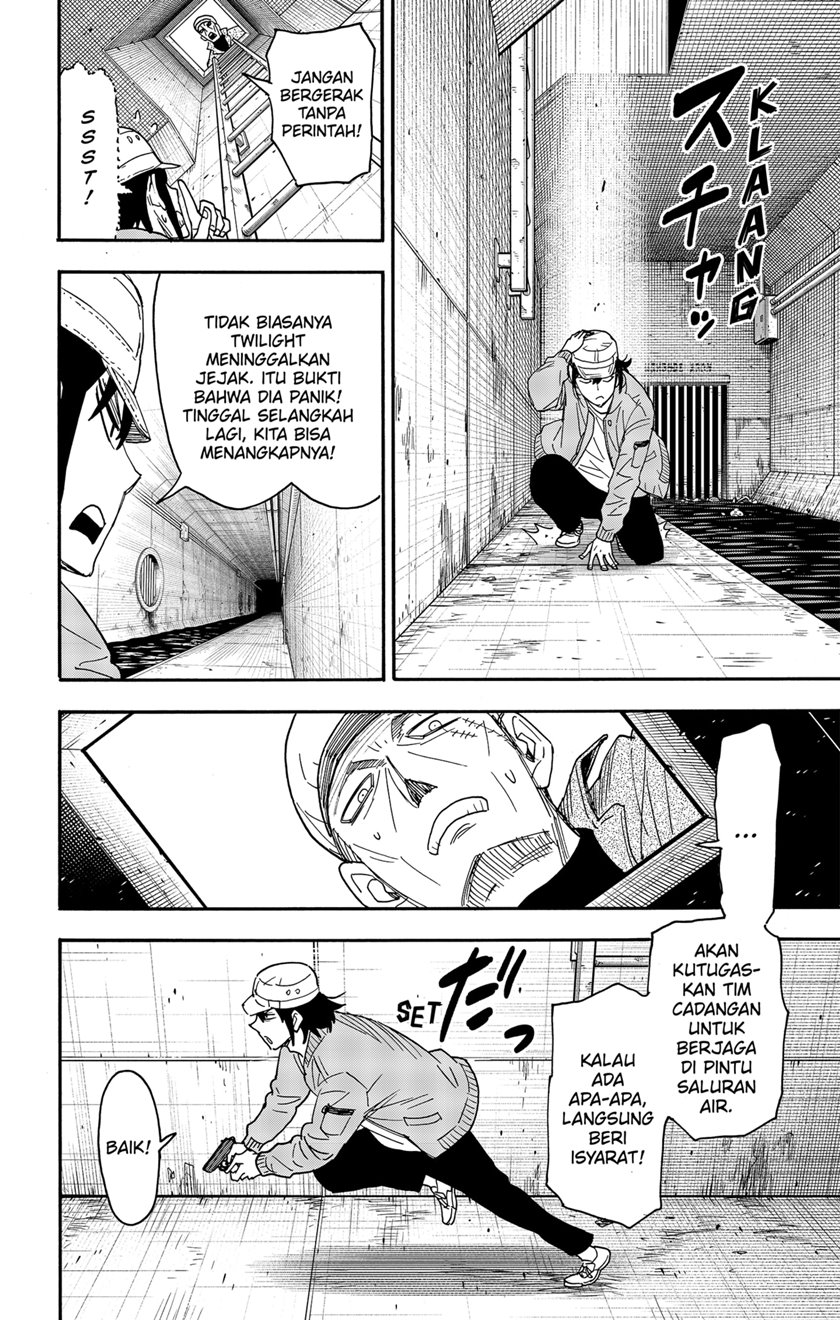 スチャッ
KLAANG
JANGAN
BERGERAK
TANPA
PERINTAH!
SSST!
TIDAK BIASANYA
TWILIGHT
MENINGGALKAN
JEJAK. ITU BUKTI
BAHWA DIA PANIK!
TINGGAL SELANGKAH
LAGI, KITA BISA
MENANGKAPNYA!
...
AKAN
KUTUGAS-
KAN TIM
CADANGAN
UNTUK
BERJAGA
DI PINTU
SALURAN
AIR.
KALAU
ADA
APA-APA,
LANGSUNG
BERI
ISYARAT!
だっ
SET
BAIK!